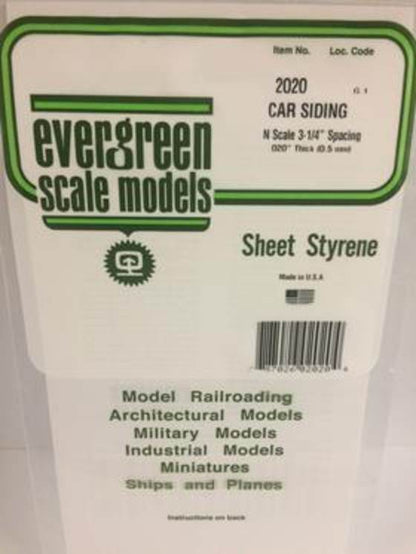 Item No. Loc. Code
2020 G 1
CAR SIDING
N Scale 3-1/4" Spacing
.020" Thick (0.5 mm)
evergreen
scale models
Sheet Styrene
Made in U.S.A
Model Railroading
Architectural Models
Military Models
Industrial Models
Miniatures
Ships and Planes
Instructions on back